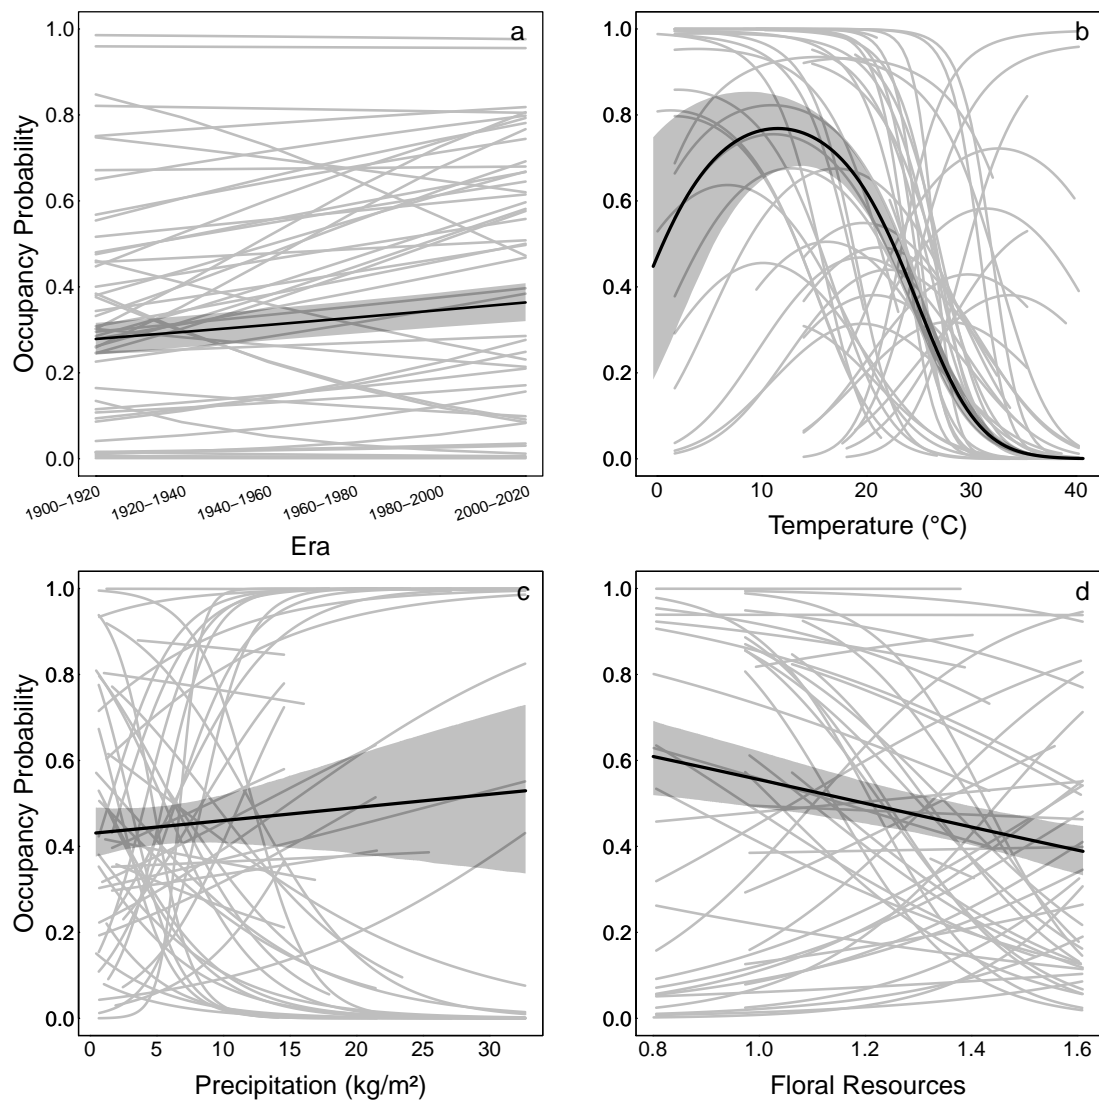 a
1.0
0.8
0.6
0.4
0.2
0.0
Occupancy Probability
1900–1920
1920–1940
1940–1960
1960–1980
1980–2000
2000–2020
Era
b
1.0
0.8
0.6
0.4
0.2
0.0
0 10 20 30 40
Temperature (°C)
c
1.0
0.8
0.6
0.4
0.2
0.0
Occupancy Probability
0 5 10 15 20 25 30
Precipitation (kg/m²)
d
1.0
0.8
0.6
0.4
0.2
0.0
0.8 1.0 1.2 1.4 1.6
Floral Resources